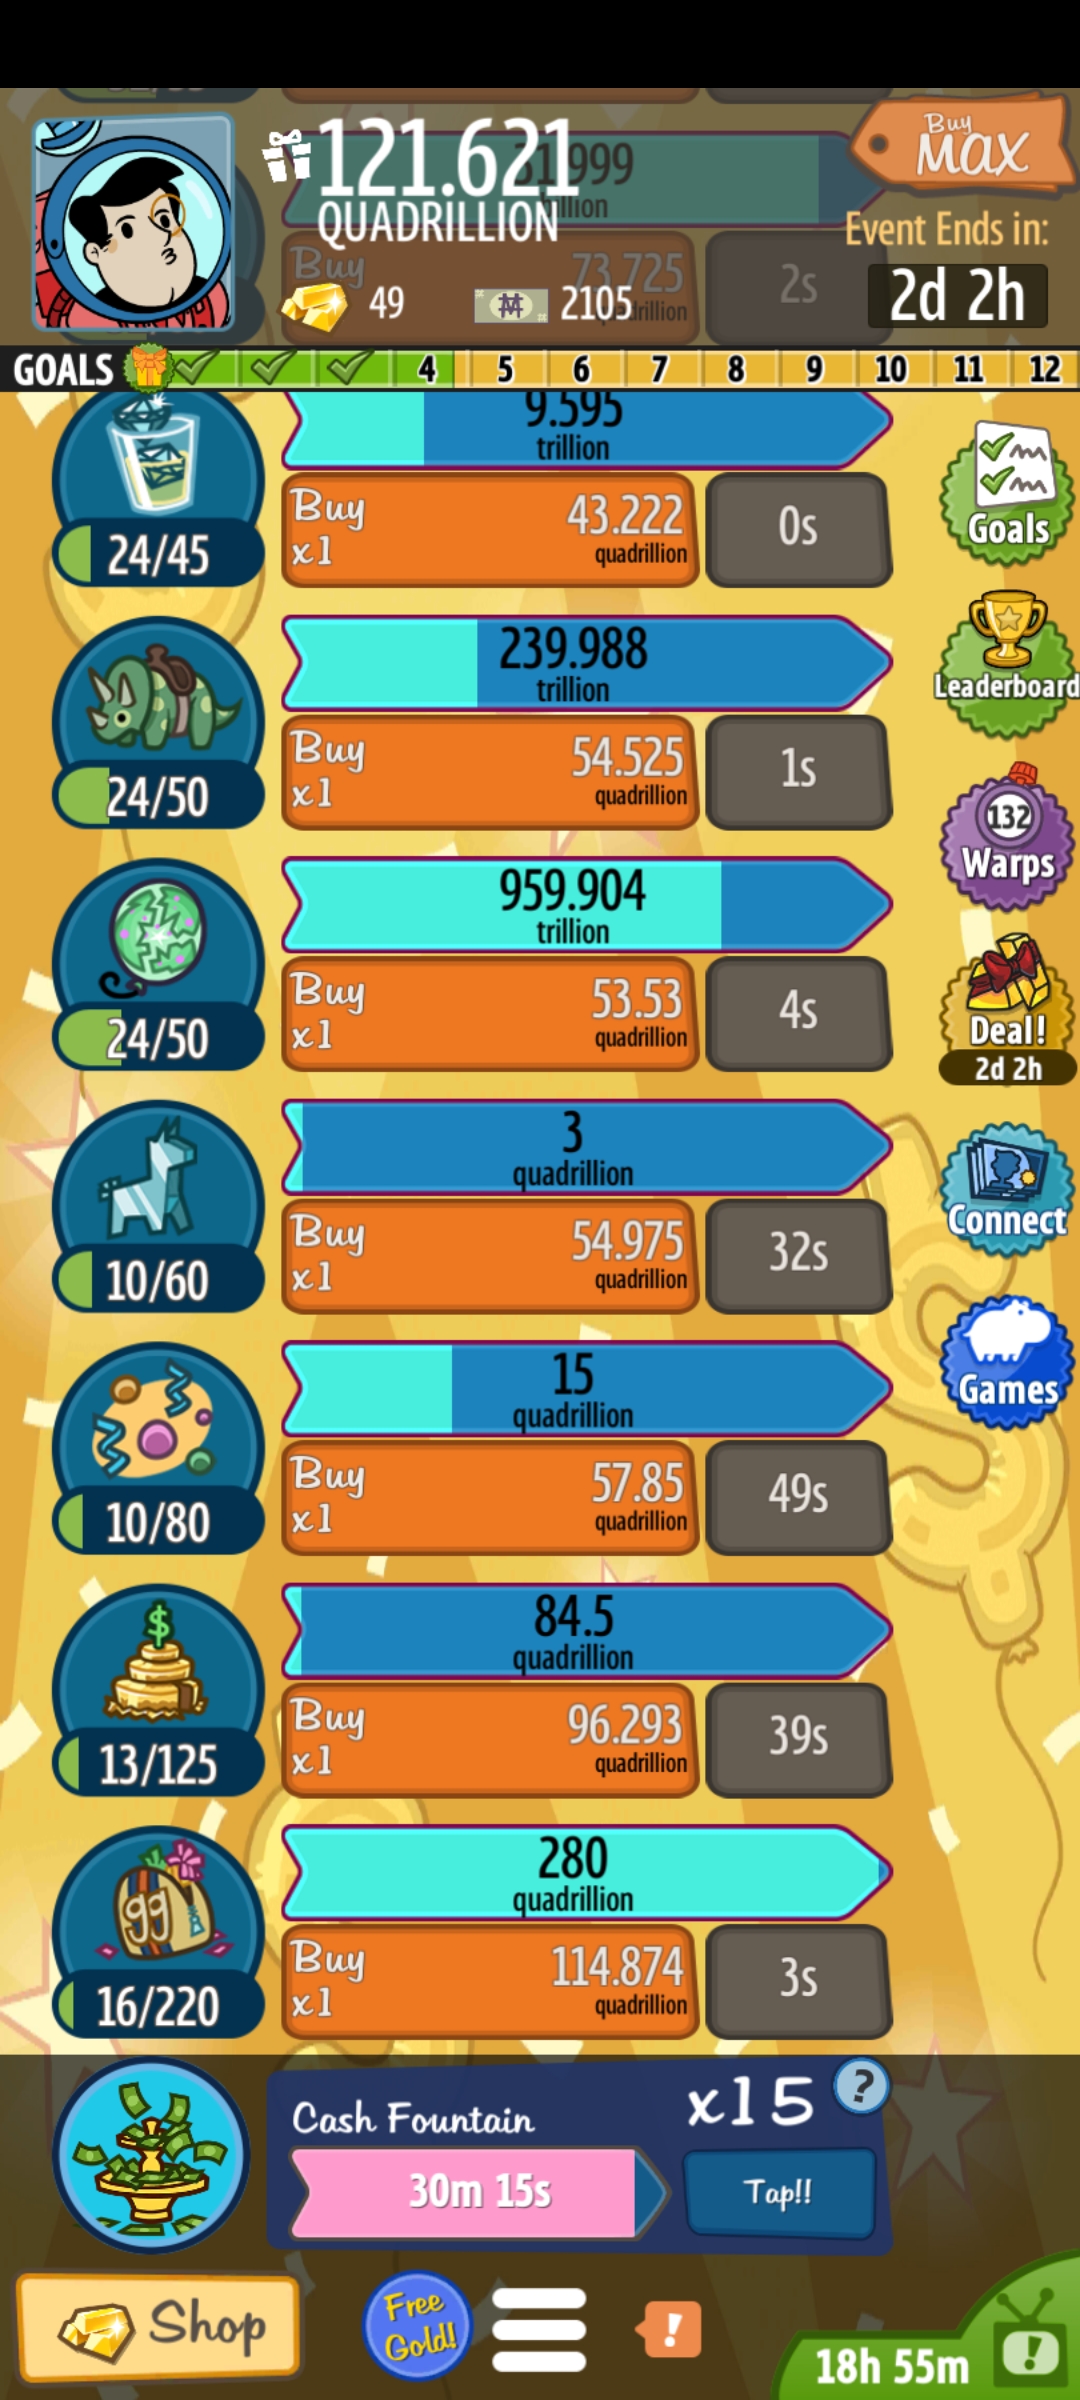 121.621
QUADRILLION
49
2105
Buy
MAX
Event Ends in:
2d 2h
Buy
73.725
2s
GOALS 4 5 6 7 8 9 10 11 12
9.595
trillion
24/45
Buy
x1
43.222
quadrillion
0s
Goals
239.988
trillion
24/50
Buy
x1
54.525
quadrillion
1s
Leaderboard
959.904
trillion
24/50
Buy
x1
53.53
quadrillion
4s
132
Warps
Deal!
2d 2h
3
quadrillion
10/60
Buy
x1
54.975
quadrillion
32s
Connect
15
quadrillion
10/80
Buy
x1
57.85
quadrillion
49s
Games
$
84.5
quadrillion
13/125
Buy
x1
96.293
quadrillion
39s
99
280
quadrillion
16/220
Buy
x1
114.874
quadrillion
3s
Cash Fountain
x15
?
30m 15s
Tap!!
Shop
Free
Gold!
!
18h 55m
!